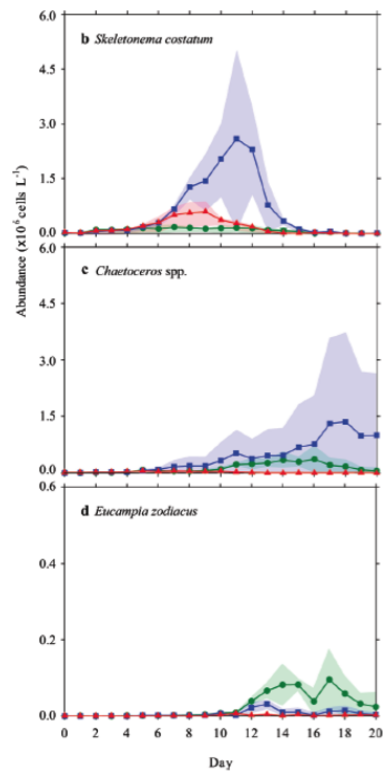 6.0
b Skeletonema costatum
4.5
3.0
1.5
0.0
6.0
c Chaetoceros spp.
4.5
3.0
1.5
0.0
0.6
d Eucampia zodiacus
0.4
0.2
0.0
0 2 4 6 8 10 12 14 16 18 20
Day
Abundance (x10⁶ cells L⁻¹)